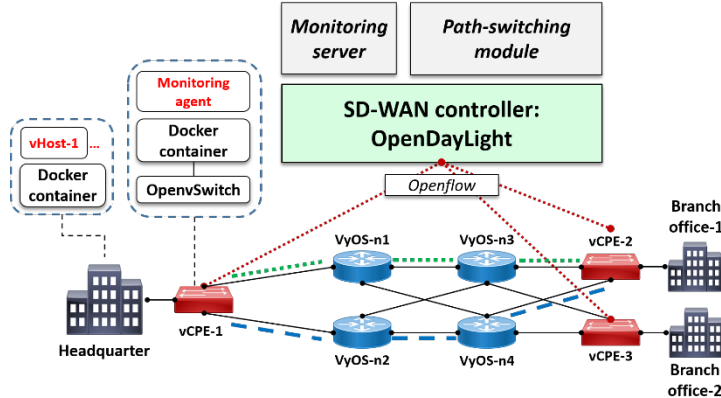 Monitoring
server
Path-switching
module
Monitoring
agent
Docker
container
OpenvSwitch
vHost-1 ...
Docker
container
SD-WAN controller:
OpenDayLight
Openflow
Branch
office-1
VyOS-n1
VyOS-n3
vCPE-2
vCPE-1
Headquarter
VyOS-n2
VyOS-n4
vCPE-3
Branch
office-2